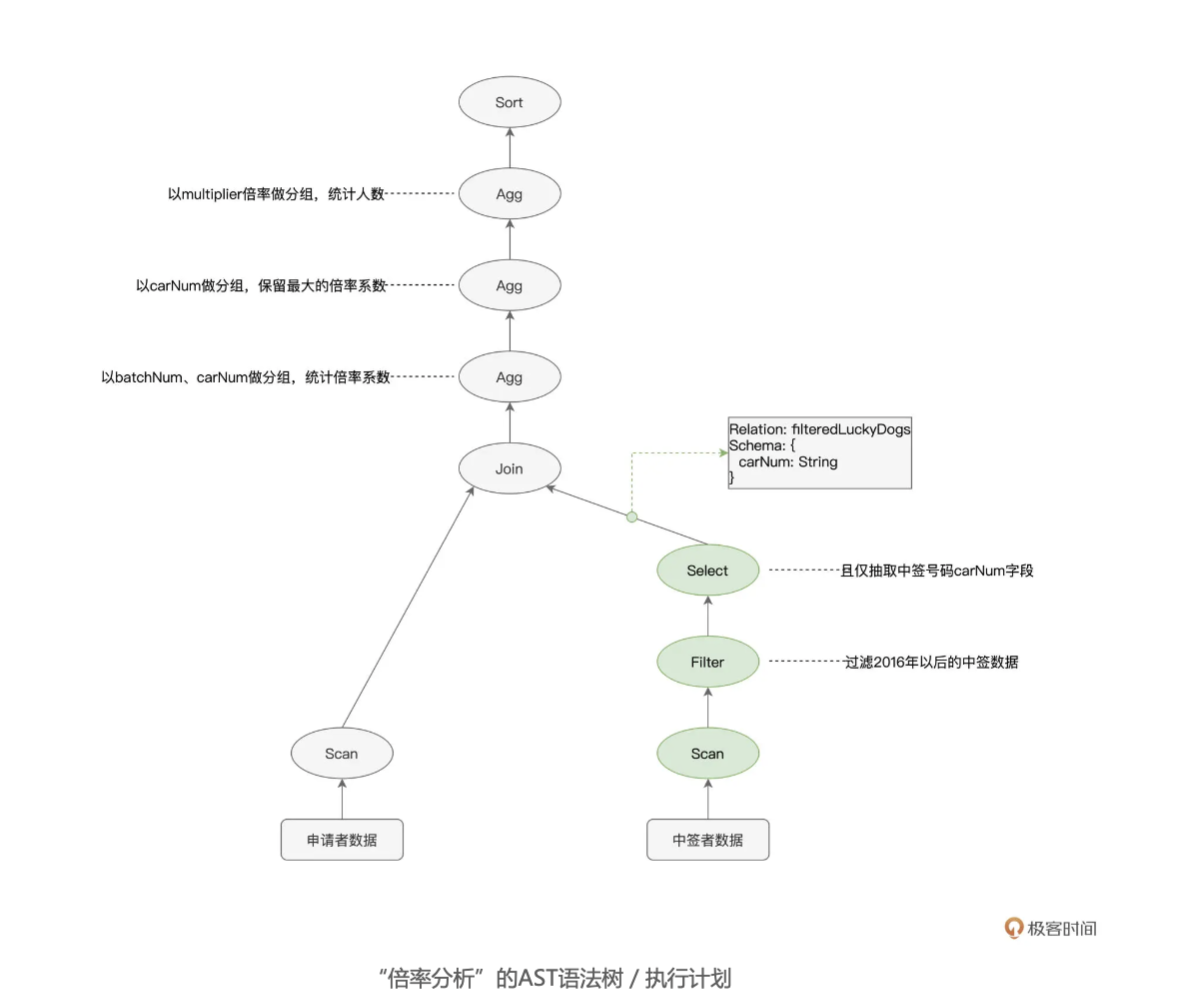 Sort
以multiplier倍率做分组，统计人数
Agg
以carNum做分组，保留最大的倍率系数
Agg
以batchNum、carNum做分组，统计倍率系数
Agg
Relation: filteredLuckyDogs
Schema: {
carNum: String
}
Join
Select
且仅抽取中签号码carNum字段
Filter
过滤2016年以后的中签数据
Scan
Scan
申请者数据
中签者数据
极客时间
“倍率分析”的AST语法树 / 执行计划